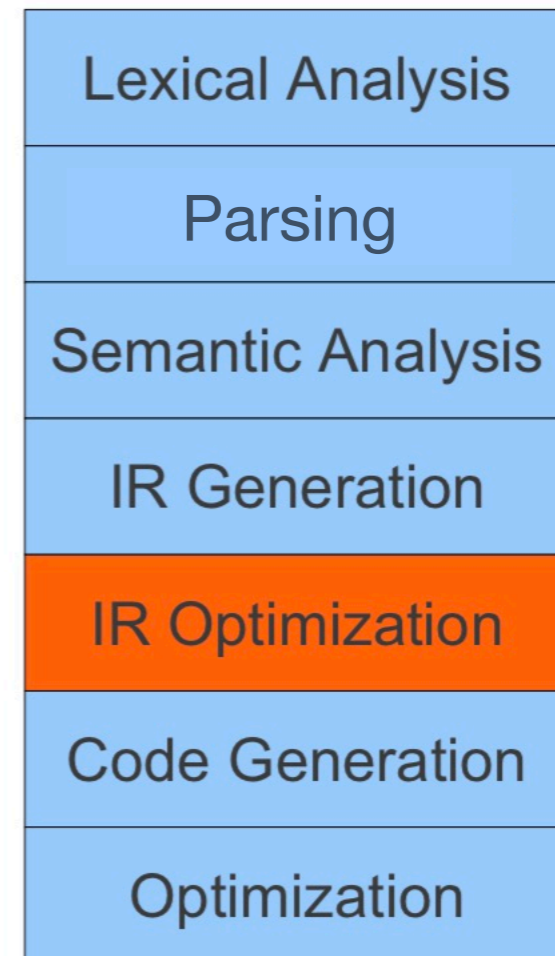 Lexical Analysis
Parsing
Semantic Analysis
IR Generation
IR Optimization
Code Generation
Optimization